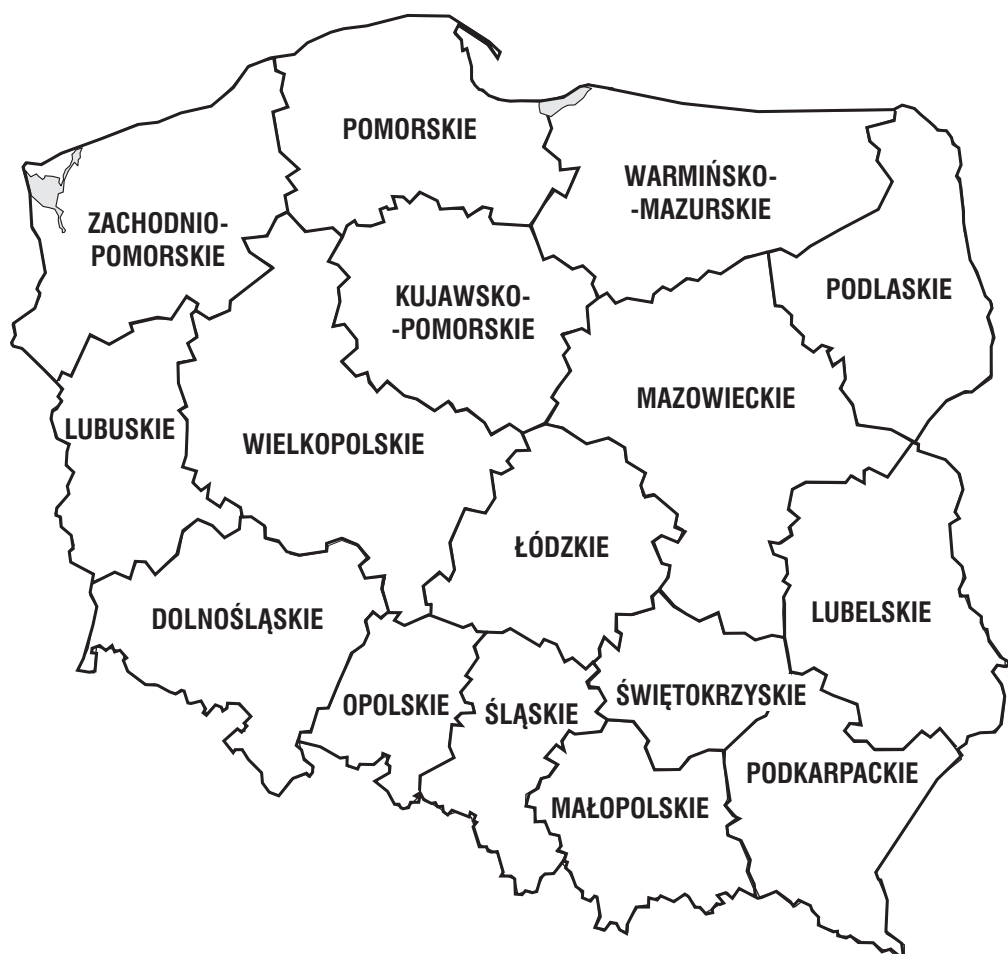 POMORSKIE
WARMIŃSKO-
-MAZURSKIE
ZACHODNIO-
POMORSKIE
KUJAWSKO-
-POMORSKIE
PODLASKIE
MAZOWIECKIE
LUBUSKIE
WIELKOPOLSKIE
ŁÓDZKIE
DOLNOŚLĄSKIE
LUBELSKIE
OPOLSKIE
ŚLĄSKIE
ŚWIĘTOKRZYSKIE
PODKARPACKIE
MAŁOPOLSKIE